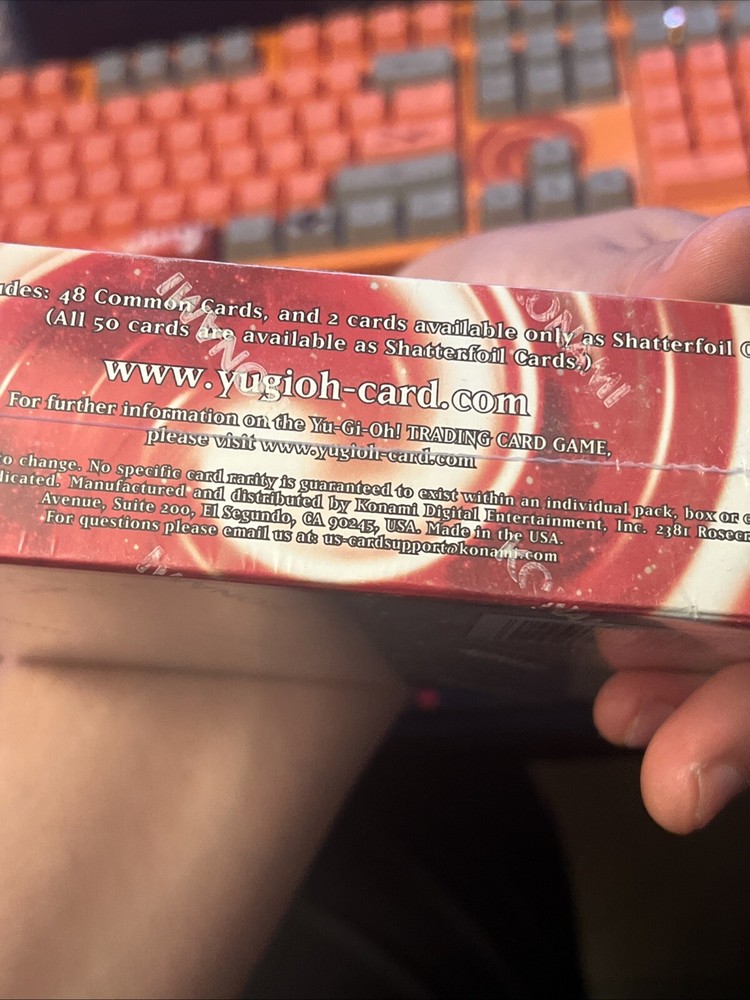 des: 48 Common Cards, and 2 cards available only as Shatterfoil C
(All 50 cards are available as Shatterfoil Cards.)
www.yugioh-card.com
For further information on the Yu-Gi-Oh! TRADING CARD GAME,
please visit www.yugioh-card.com
to change. No specific card rarity is guaranteed to exist within an individual pack, box or c
licated. Manufactured and distributed by Konami Digital Entertainment, Inc. 2381 Rosecr
Avenue, Suite 200, El Segundo, CA 90245, USA. Made in the USA.
For questions please email us at: us-cardsupport@konami.com
KONAMI